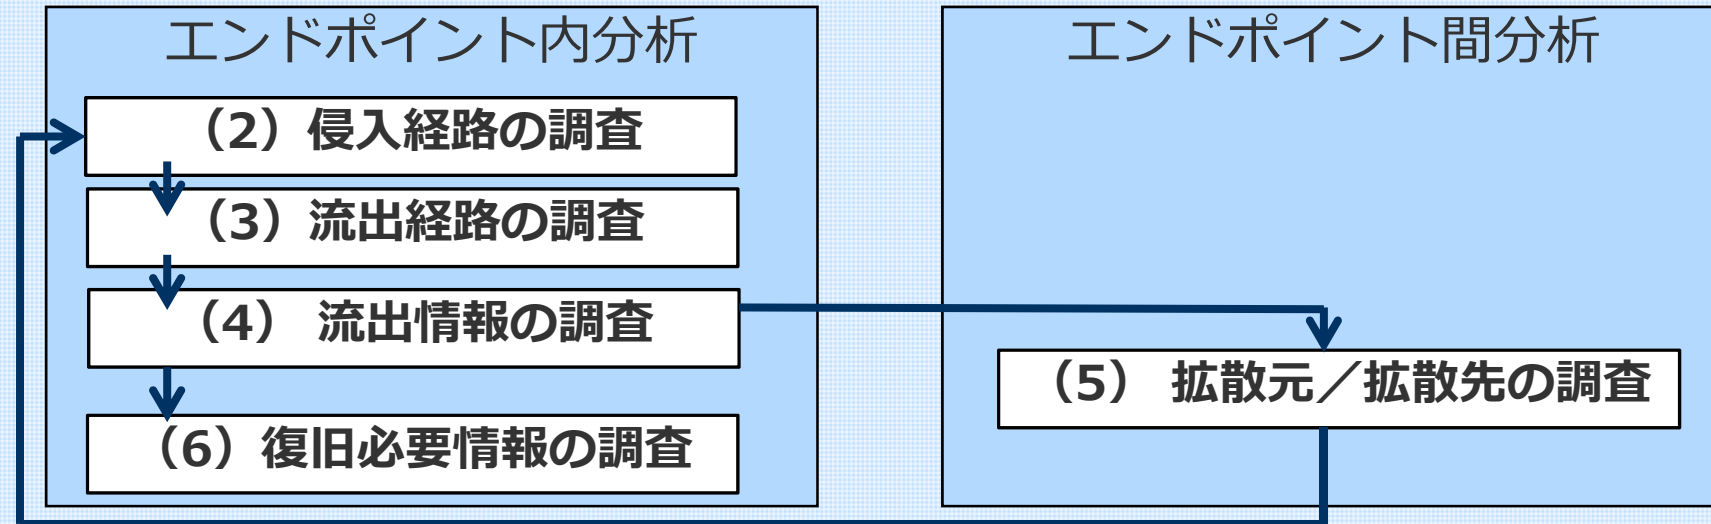 エンドポイント内分析
(2)侵入経路の調査
(3)流出経路の調査
(4) 流出情報の調査
(6)復旧必要情報の調査
エンドポイント間分析
(5) 拡散元／拡散先の調査